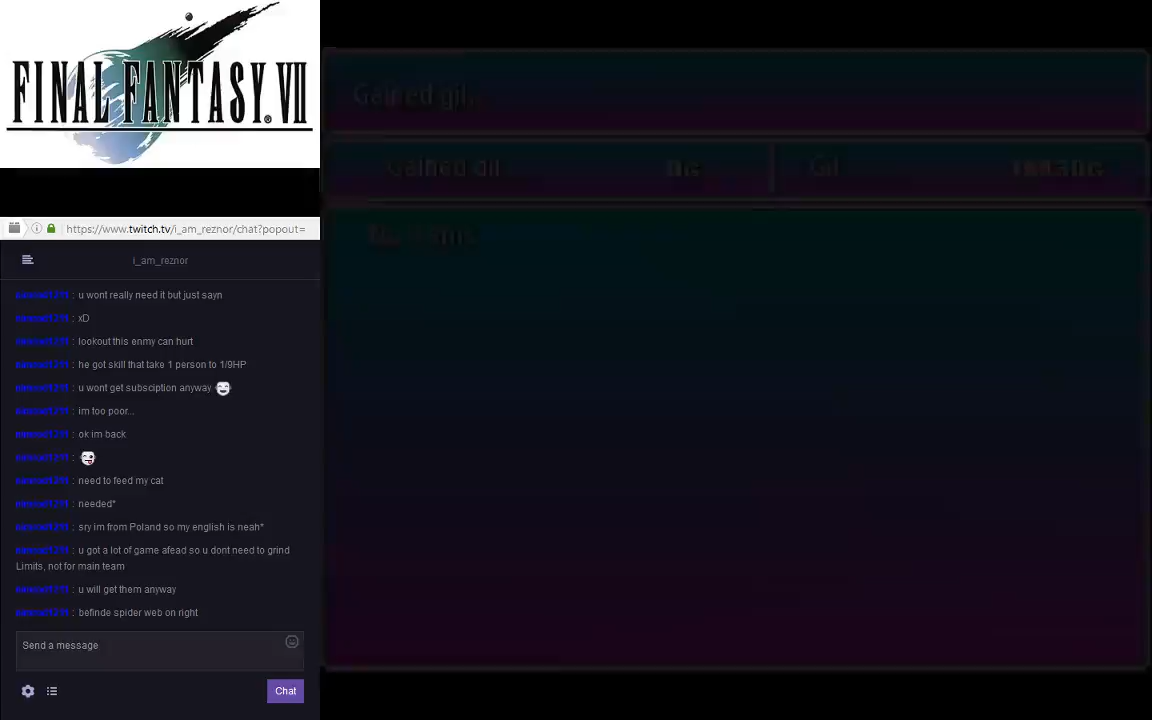 FINAL FANTASY. VII
https://www.twitch.tv/i_am_reznor/chat?popout=
i_am_reznor
: u wont really need it but just sayn
: xD
: lookout this enmy can hurt
: he got skill that take 1 person to 1/9HP
: u wont get subsciption anyway
: im too poor...
: ok im back
:
: need to feed my cat
: needed*
: sry im from Poland so my english is neah*
: u got a lot of game afead so u dont need to grind
Limits, not for main team
: u will get them anyway
: befinde spider web on right
Send a message
Chat
Gained gil
Gained gil
Gil